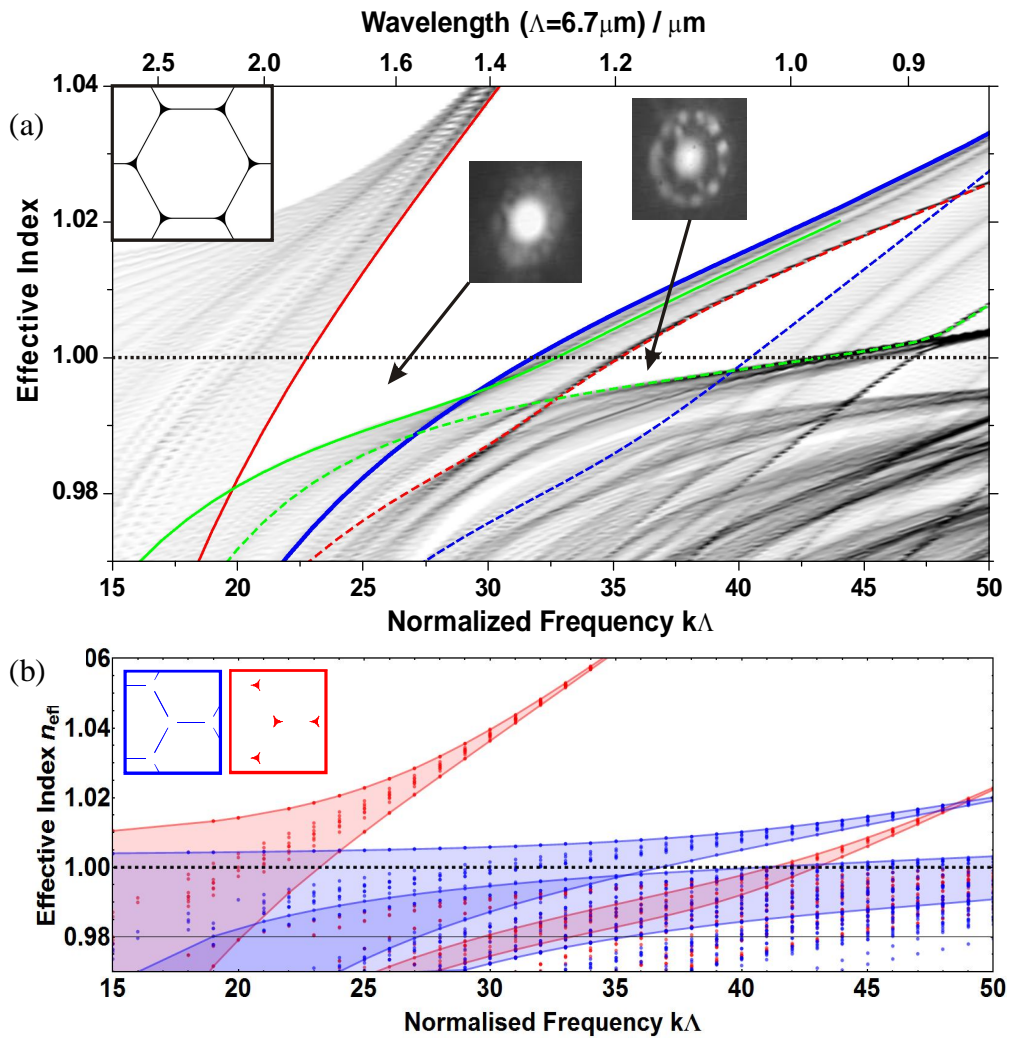 Wavelength (Λ=6.7μm) / μm
2.5 2.0 1.6 1.4 1.2 1.0 0.9
(a)
1.04
1.02
1.00
0.98
Effective Index
15 20 25 30 35 40 45 50
Normalized Frequency kΛ
(b)
06
1.04
1.02
1.00
0.98
Effective Index n_eff
15 20 25 30 35 40 45 50
Normalised Frequency kΛ